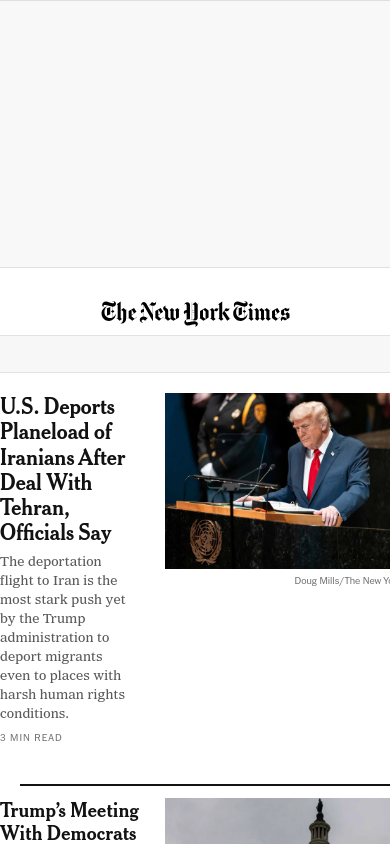 The New York Times
U.S. Deports
Planeload of
Iranians After
Deal With
Tehran,
Officials Say
The deportation
flight to Iran is the
most stark push yet
by the Trump
administration to
deport migrants
even to places with
harsh human rights
conditions.
3 MIN READ
Doug Mills/The New
Trump’s Meeting
With Democrats